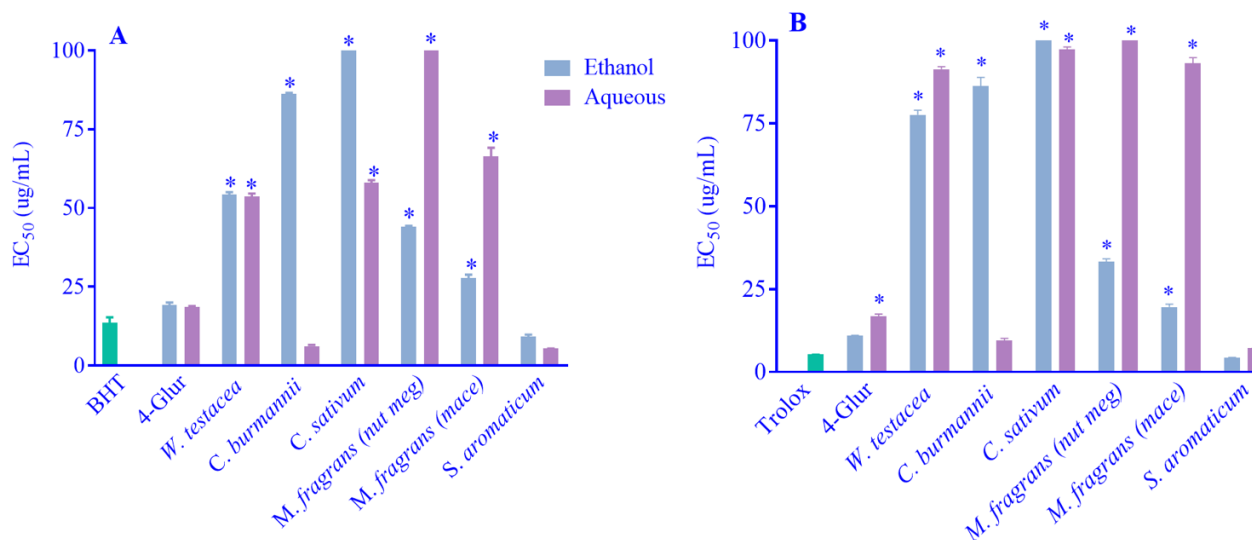 A
100
75
50
25
0
EC50 (ug/mL)
* * * * * * * * *
Ethanol
Aqueous
BHT
4-Glur
W. testacea
C. burmannii
C. sativum
M. fragrans (nut meg)
M. fragrans (mace)
S. aromaticum
B
100
75
50
25
0
EC50 (ug/mL)
* * * * * * * * * *
Trolox
4-Glur
W. testacea
C. burmannii
C. sativum
M. fragrans (nut meg)
M. fragrans (mace)
S. aromaticum